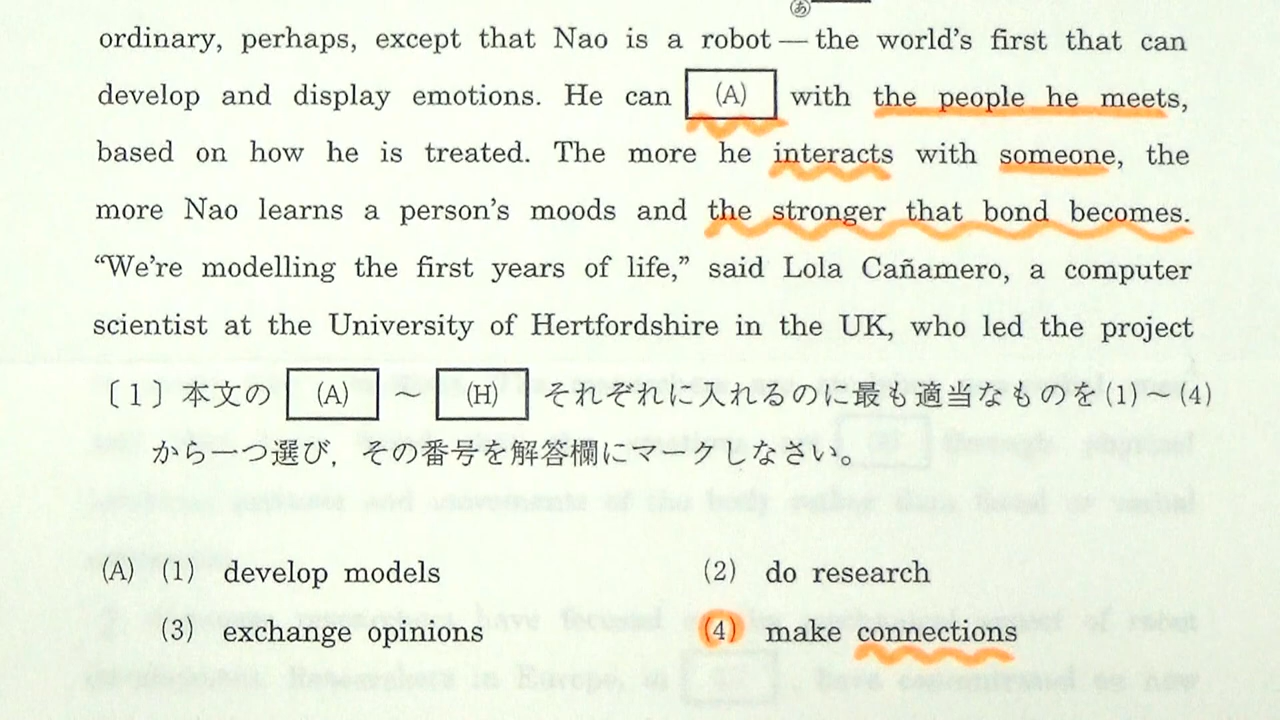 あ
ordinary, perhaps, except that Nao is a robot — the world's first that can
develop and display emotions. He can (A) with the people he meets,
based on how he is treated. The more he interacts with someone, the
more Nao learns a person's moods and the stronger that bond becomes.
“We're modelling the first years of life,” said Lola Cañamero, a computer
scientist at the University of Hertfordshire in the UK, who led the project
〔1〕本文の (A) ～ (H) それぞれに入れるのに最も適当なものを(1)～(4)
から一つ選び，その番号を解答欄にマークしなさい。
(A) (1) develop models (2) do research
(3) exchange opinions (4) make connections